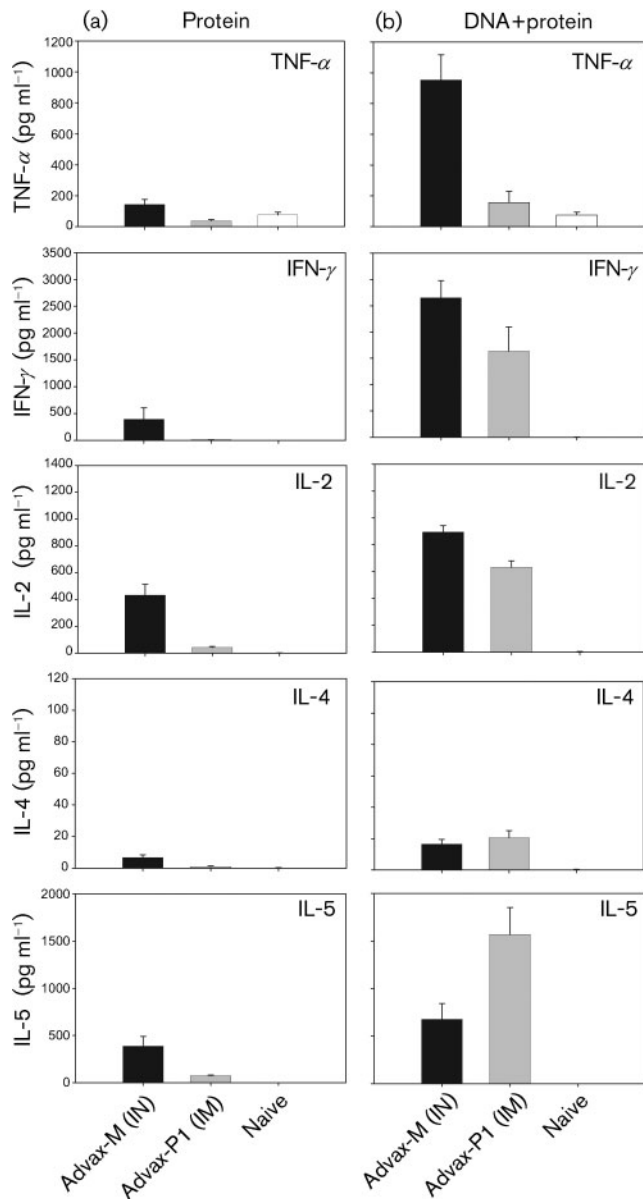 (a) Protein (b) DNA+protein
TNF-α (pg ml⁻¹)
1200
1000
800
600
400
200
0
TNF-α
TNF-α
IFN-γ (pg ml⁻¹)
3500
3000
2500
2000
1500
1000
500
0
IFN-γ
IFN-γ
IL-2 (pg ml⁻¹)
1400
1200
1000
800
600
400
200
0
IL-2
IL-2
IL-4 (pg ml⁻¹)
120
100
80
60
40
20
0
IL-4
IL-4
IL-5 (pg ml⁻¹)
2000
1500
1000
500
0
IL-5
IL-5
Advax-M (IN)
Advax-P1 (IM)
Naive
Advax-M (IN)
Advax-P1 (IM)
Naive